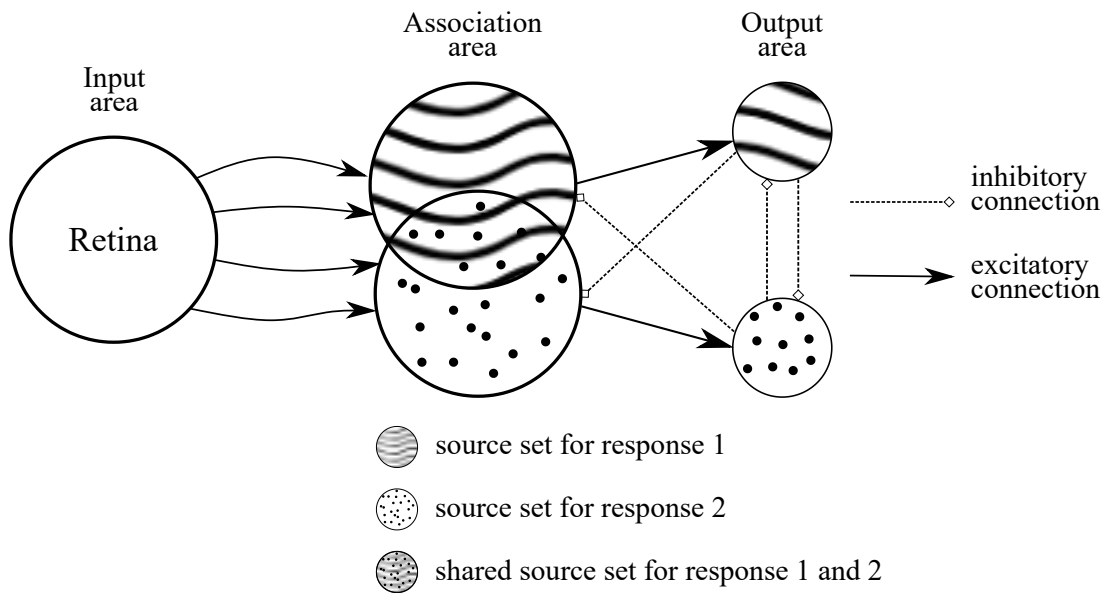 Association
area
Output
area
Input
area
Retina
inhibitory
connection
excitatory
connection
source set for response 1
source set for response 2
shared source set for response 1 and 2